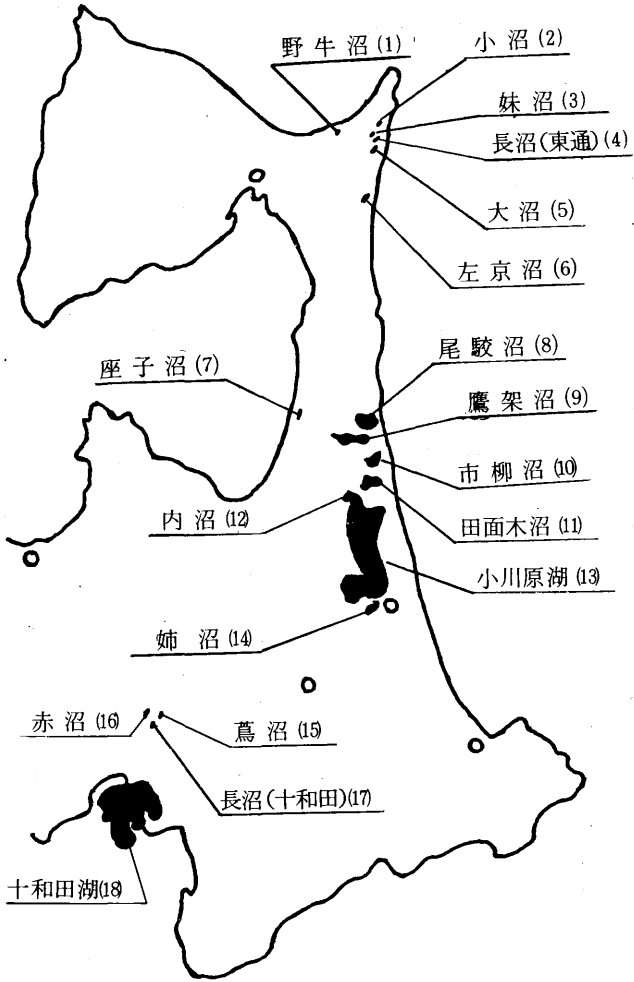 野牛沼(1)
小沼(2)
妹沼(3)
長沼(東通)(4)
大沼(5)
左京沼(6)
座子沼(7)
尾駮沼(8)
鷹架沼(9)
市柳沼(10)
内沼(12)
田面木沼(11)
小川原湖(13)
姉沼(14)
赤沼(16)
蔦沼(15)
長沼(十和田)(17)
十和田湖(18)